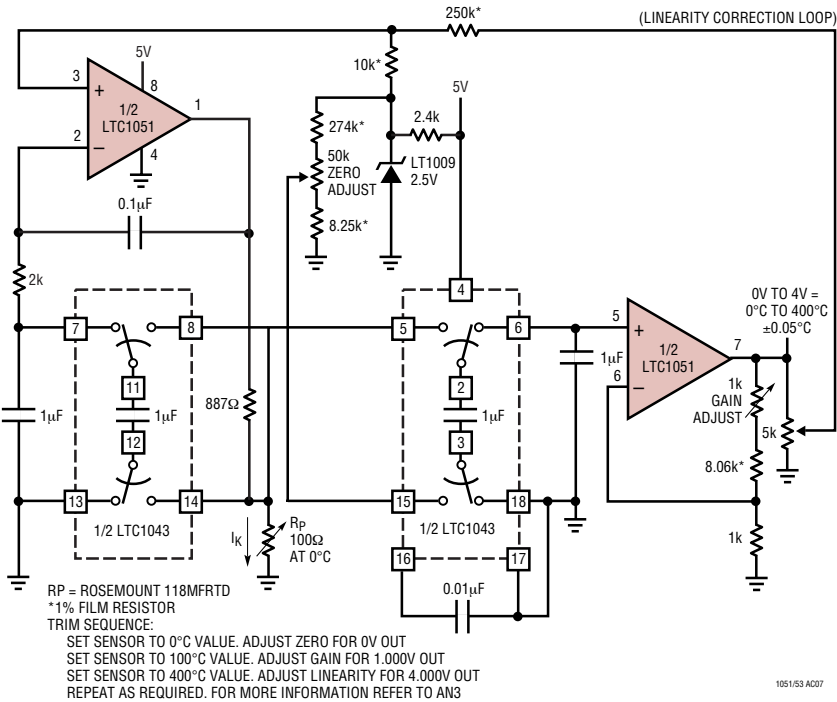 250k*
(LINEARITY CORRECTION LOOP)
5V
10k*
3
+
8
1/2
LTC1051
1
2
–
4
5V
2.4k
274k*
50k
ZERO
ADJUST
LT1009
2.5V
8.25k*
0.1µF
2k
7
8
11
1µF
1µF
12
13
14
1/2 LTC1043
887Ω
IK
RP
100Ω
AT 0°C
4
5
6
2
1µF
3
15
18
1/2 LTC1043
16
17
0.01µF
1µF
5
+
1/2
LTC1051
7
6
–
0V TO 4V =
0°C TO 400°C
±0.05°C
1k
GAIN
ADJUST
5k
8.06k*
1k
RP = ROSEMOUNT 118MFRTD
*1% FILM RESISTOR
TRIM SEQUENCE:
SET SENSOR TO 0°C VALUE. ADJUST ZERO FOR 0V OUT
SET SENSOR TO 100°C VALUE. ADJUST GAIN FOR 1.000V OUT
SET SENSOR TO 400°C VALUE. ADJUST LINEARITY FOR 4.000V OUT
REPEAT AS REQUIRED. FOR MORE INFORMATION REFER TO AN3
1051/53 AC07